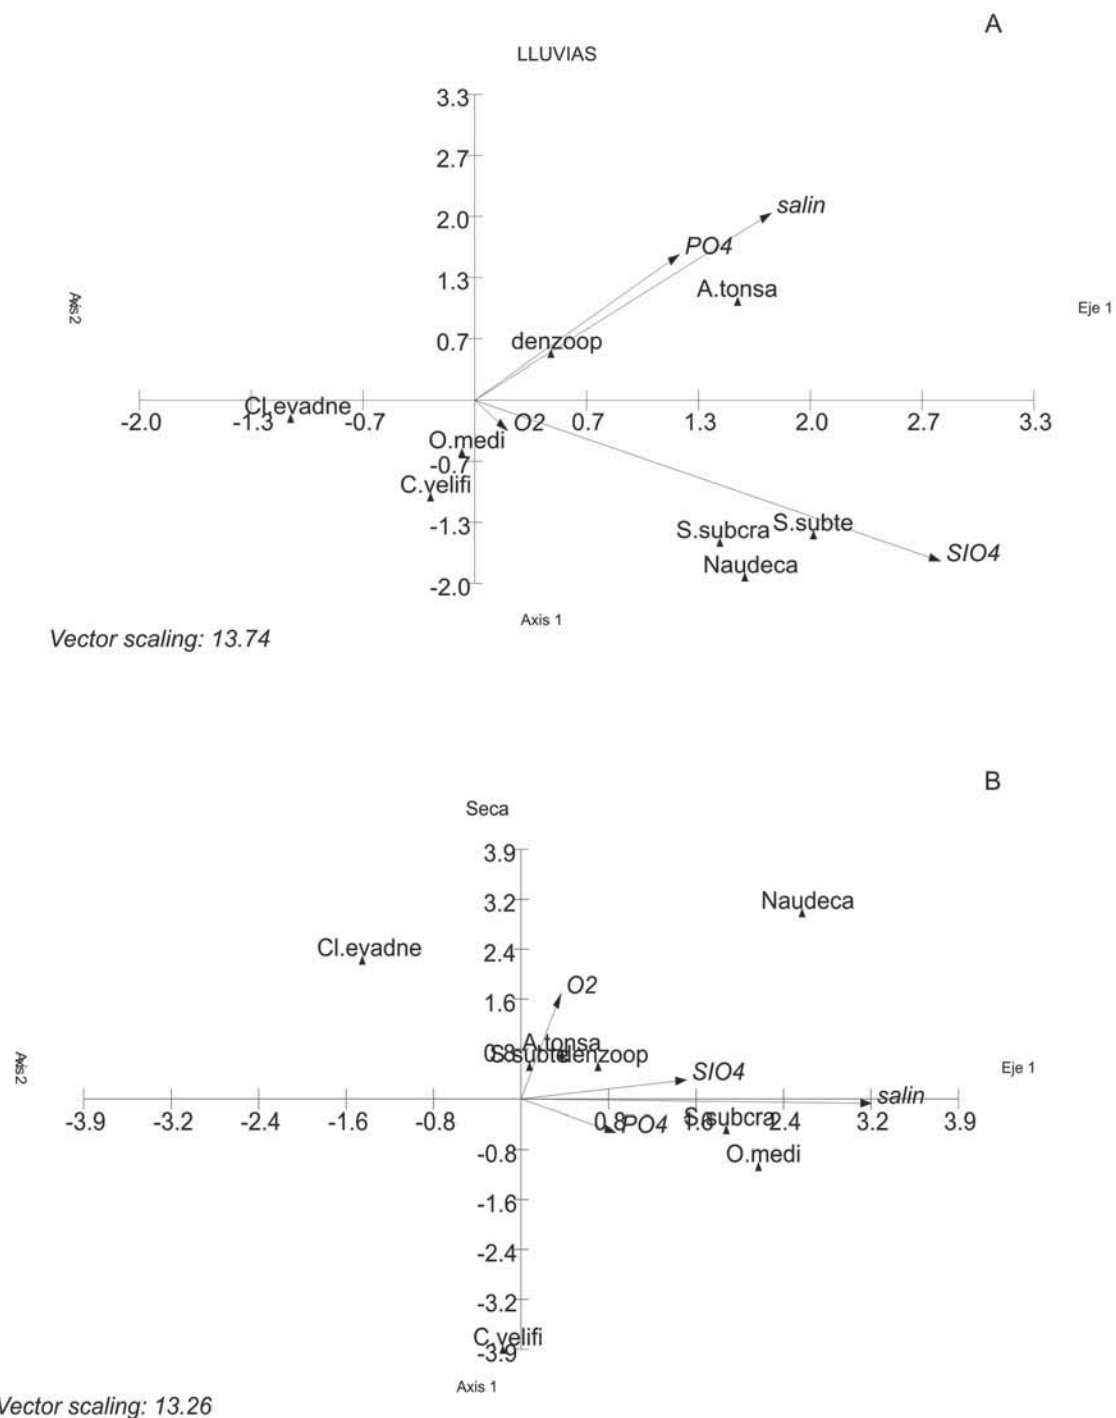 A
LLUVIAS
3.3
2.7
2.0
salin
PO4
1.3
A.tonsa
Axis 2
Eje 1
0.7
denzoop
Cl.evadne
-2.0 -1.3 -0.7 O2 0.7 1.3 2.0 2.7 3.3
O.medi
-0.7
C.velifi
-1.3
S.subcra S.subte
SIO4
Naudeca
-2.0
Axis 1
Vector scaling: 13.74
B
Seca
3.9
Naudeca
3.2
Cl.evadne
2.4
O2
1.6
A.tonsa
0.8
S.subte denzoop
Axis 2
Eje 1
SIO4
salin
-3.9 -3.2 -2.4 -1.6 -0.8 0.8 PO4 1.6 S.subcra 2.4 3.2 3.9
-0.8
O.medi
-1.6
-2.4
-3.2
C.velifi
-3.9
Axis 1
Vector scaling: 13.26